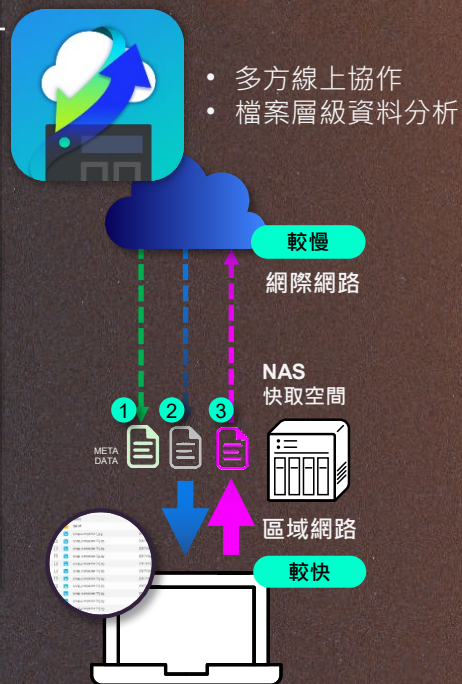 • 多方線上協作
• 檔案層級資料分析
較慢
網際網路
NAS
快取空間
1 2 3
META
DATA
區域網路
較快